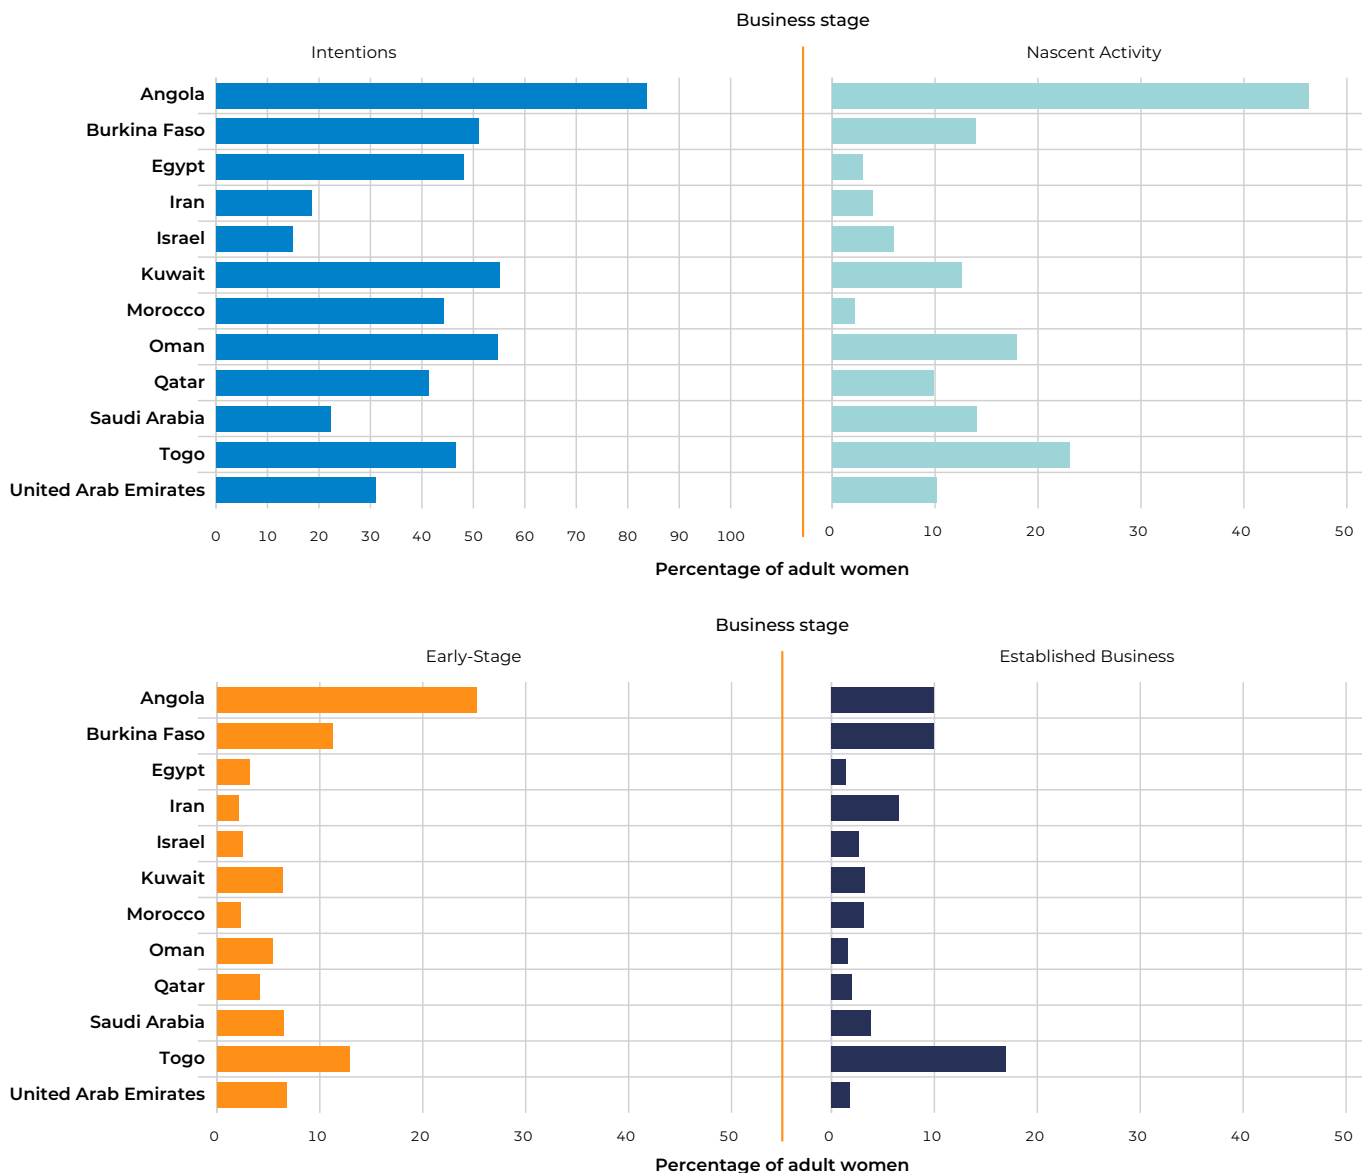 Business stage
Intentions
Nascent Activity
Angola
Burkina Faso
Egypt
Iran
Israel
Kuwait
Morocco
Oman
Qatar
Saudi Arabia
Togo
United Arab Emirates
0 10 20 30 40 50 60 70 80 90 100
0 10 20 30 40 50
Percentage of adult women
Business stage
Early-Stage
Established Business
Angola
Burkina Faso
Egypt
Iran
Israel
Kuwait
Morocco
Oman
Qatar
Saudi Arabia
Togo
United Arab Emirates
0 10 20 30 40 50
0 10 20 30 40 50
Percentage of adult women